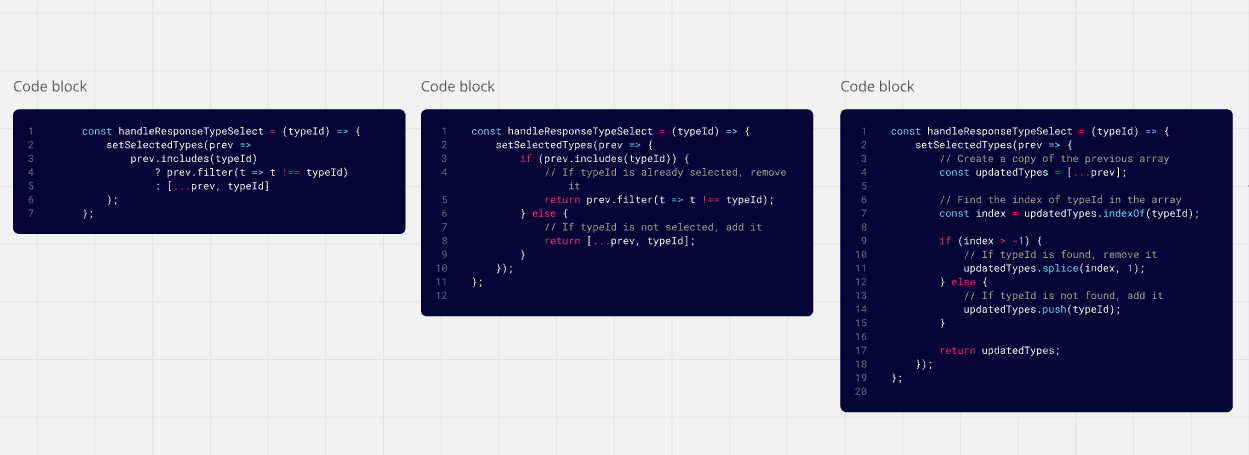 Code block
1 const handleResponseTypeSelect = (typeId) => {
2 setSelectedTypes(prev =>
3 prev.includes(typeId)
4 ? prev.filter(t => t !== typeId)
5 : [...prev, typeId]
6 );
7 };
Code block
1 const handleResponseTypeSelect = (typeId) => {
2 setSelectedTypes(prev => {
3 if (prev.includes(typeId)) {
4 // If typeId is already selected, remove
it
5 return prev.filter(t => t !== typeId);
6 } else {
7 // If typeId is not selected, add it
8 return [...prev, typeId];
9 }
10 });
11 };
12
Code block
1 const handleResponseTypeSelect = (typeId) => {
2 setSelectedTypes(prev => {
3 // Create a copy of the previous array
4 const updatedTypes = [...prev];
5
6 // Find the index of typeId in the array
7 const index = updatedTypes.indexOf(typeId);
8
9 if (index > -1) {
10 // If typeId is found, remove it
11 updatedTypes.splice(index, 1);
12 } else {
13 // If typeId is not found, add it
14 updatedTypes.push(typeId);
15 }
16
17 return updatedTypes;
18 });
19 };
20